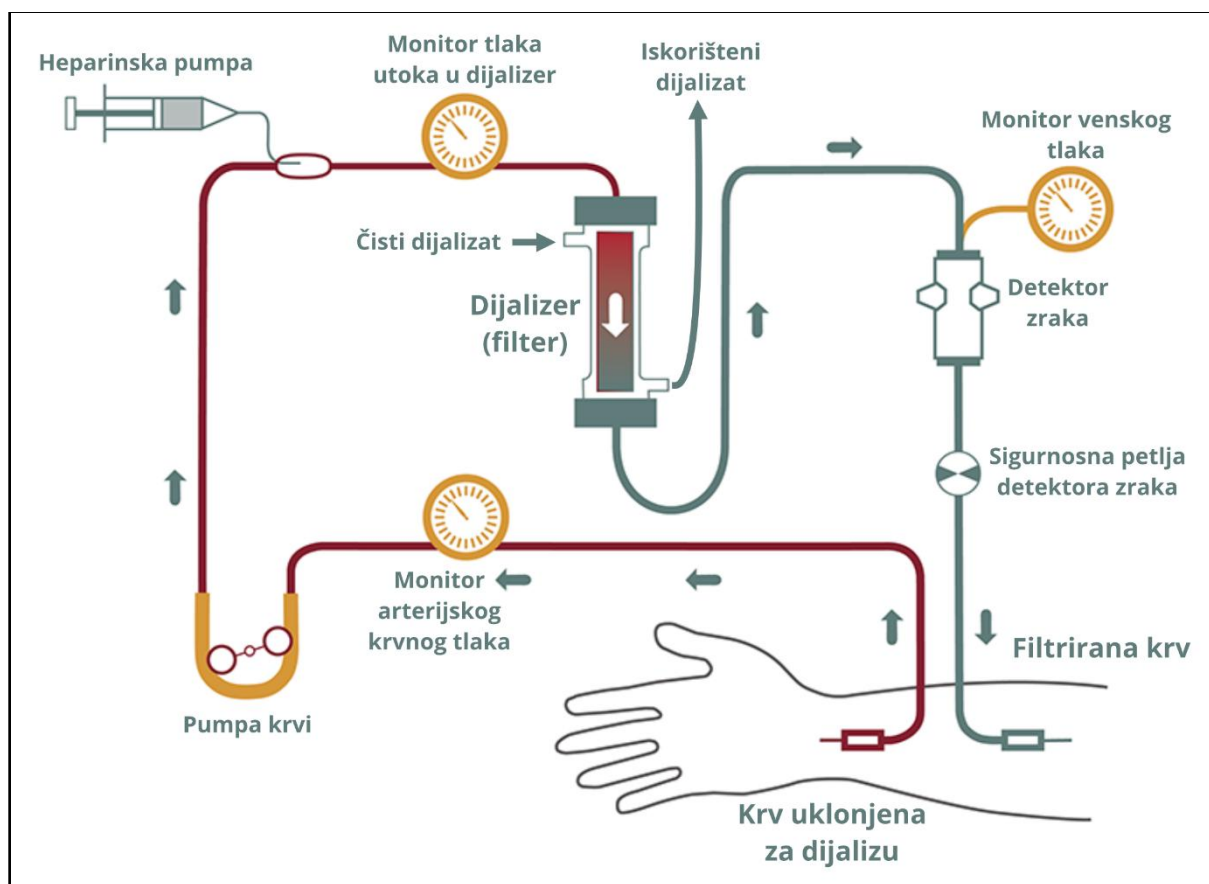 Heparinska pumpa
Monitor tlaka
utoka u dijalizer
Iskorišteni
dijalizat
Monitor venskog
tlaka
Čisti dijalizat
Dijalizer
(filter)
Detektor
zraka
Sigurnosna petlja
detektora zraka
Monitor
arterijskog
krvnog tlaka
Filtrirana krv
Pumpa krvi
Krv uklonjena
za dijalizu